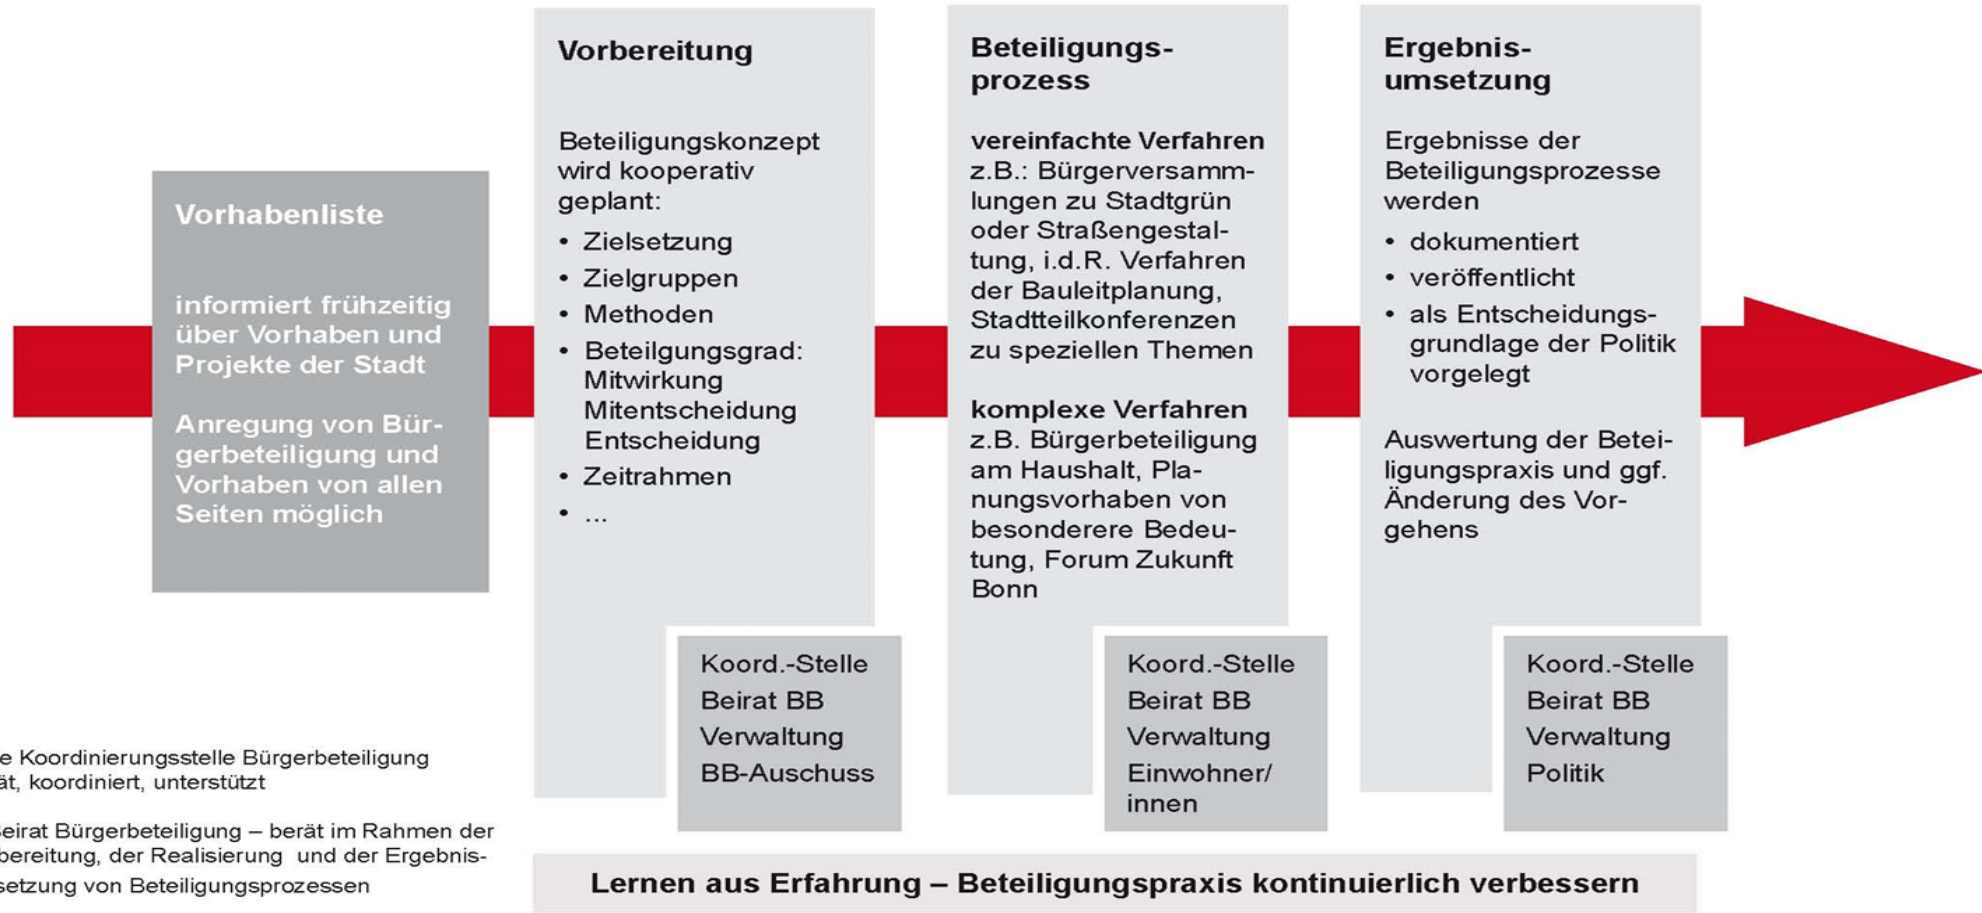 Vorhabenliste
informiert frühzeitig
über Vorhaben und
Projekte der Stadt
Anregung von Bür-
gerbeteiligung und
Vorhaben von allen
Seiten möglich
Vorbereitung
Beteiligungskonzept
wird kooperativ
geplant:
• Zielsetzung
• Zielgruppen
• Methoden
• Beteilgungsgrad:
Mitwirkung
Mitentscheidung
Entscheidung
• Zeitrahmen
• ...
Koord.-Stelle
Beirat BB
Verwaltung
BB-Auschuss
Beteiligungs-
prozess
vereinfachte Verfahren
z.B.: Bürgerversamm-
lungen zu Stadtgrün
oder Straßengestal-
tung, i.d.R. Verfahren
der Bauleitplanung,
Stadtteilkonferenzen
zu speziellen Themen
komplexe Verfahren
z.B. Bürgerbeteiligung
am Haushalt, Pla-
nungsvorhaben von
besonderere Bedeu-
tung, Forum Zukunft
Bonn
Koord.-Stelle
Beirat BB
Verwaltung
Einwohner/
innen
Ergebnis-
umsetzung
Ergebnisse der
Beteiligungsprozesse
werden
• dokumentiert
• veröffentlicht
• als Entscheidungs-
grundlage der Politik
vorgelegt
Auswertung der Betei-
ligungspraxis und ggf.
Änderung des Vor-
gehens
Koord.-Stelle
Beirat BB
Verwaltung
Politik
e Koordinierungsstelle Bürgerbeteiligung
ät, koordiniert, unterstützt
Beirat Bürgerbeteiligung – berät im Rahmen der
bereitung, der Realisierung und der Ergebnis-
setzung von Beteiligungsprozessen
Lernen aus Erfahrung – Beteiligungspraxis kontinuierlich verbessern